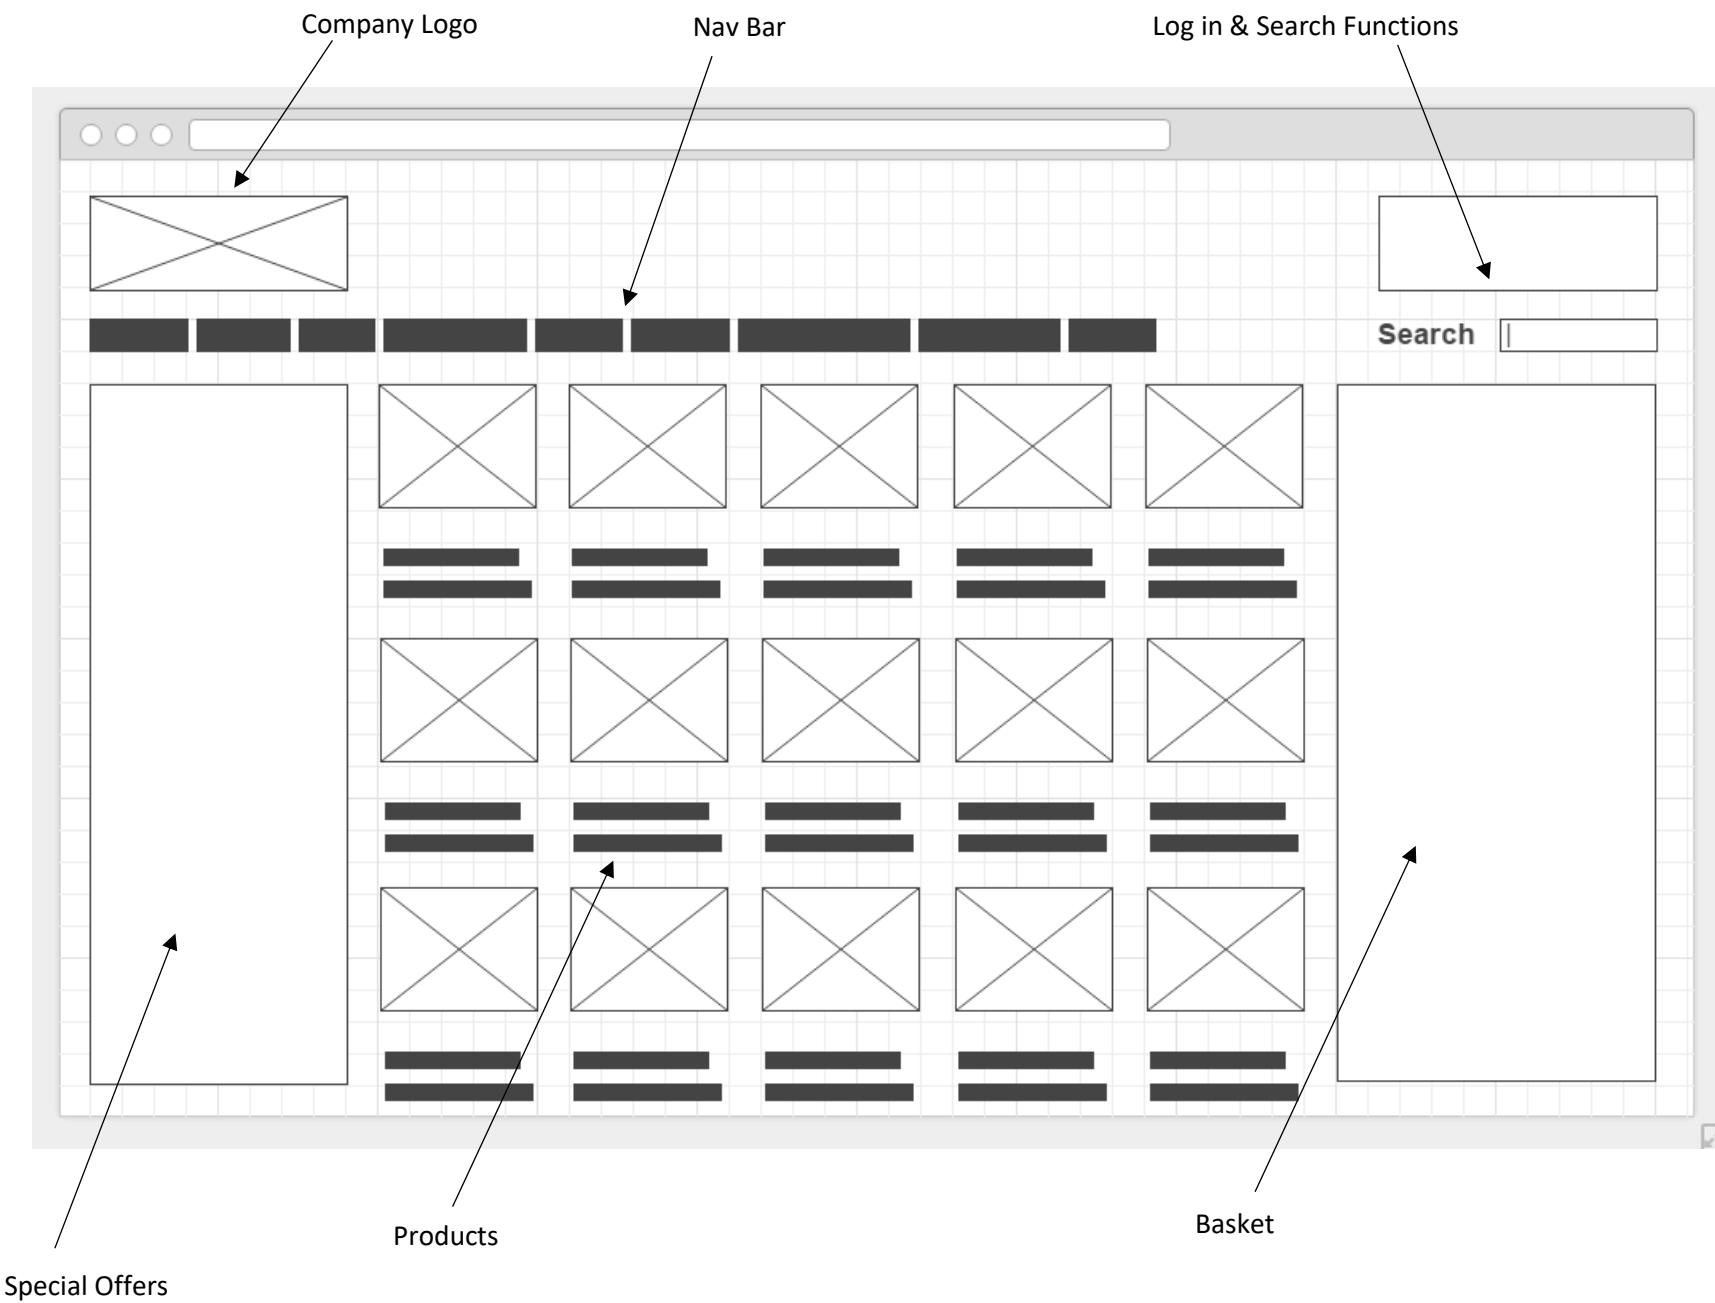 Company Logo
Nav Bar
Log in & Search Functions
Search
Products
Basket
Special Offers